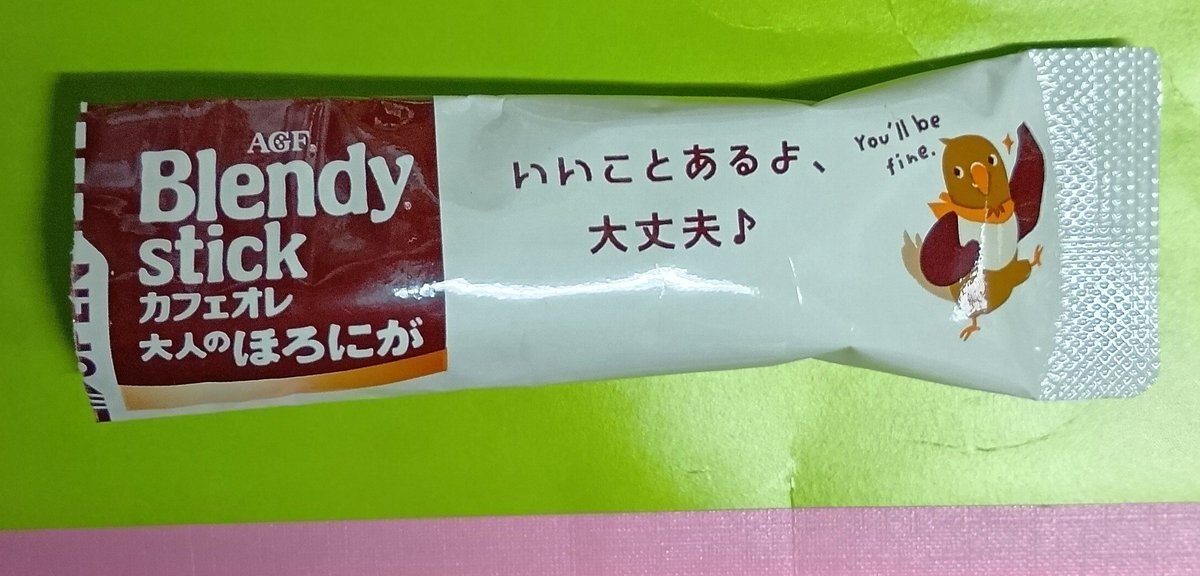 AGF®
Blendy®
stick
カフェオレ
大人のほろにが
いいことあるよ、
大丈夫♪
You'll be
fine.
OPEN